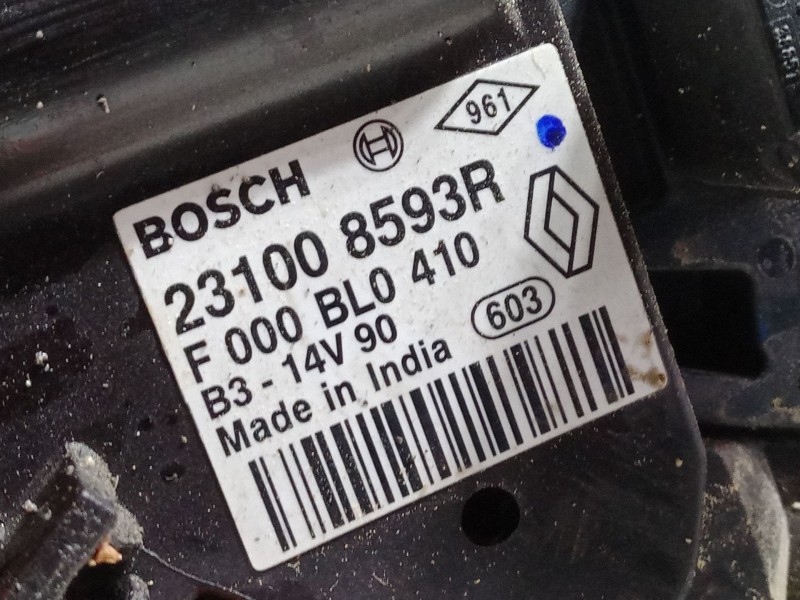 961
BOSCH
23100 8593R
F 000 BL0 410
B3 - 14V 90
603
Made in India